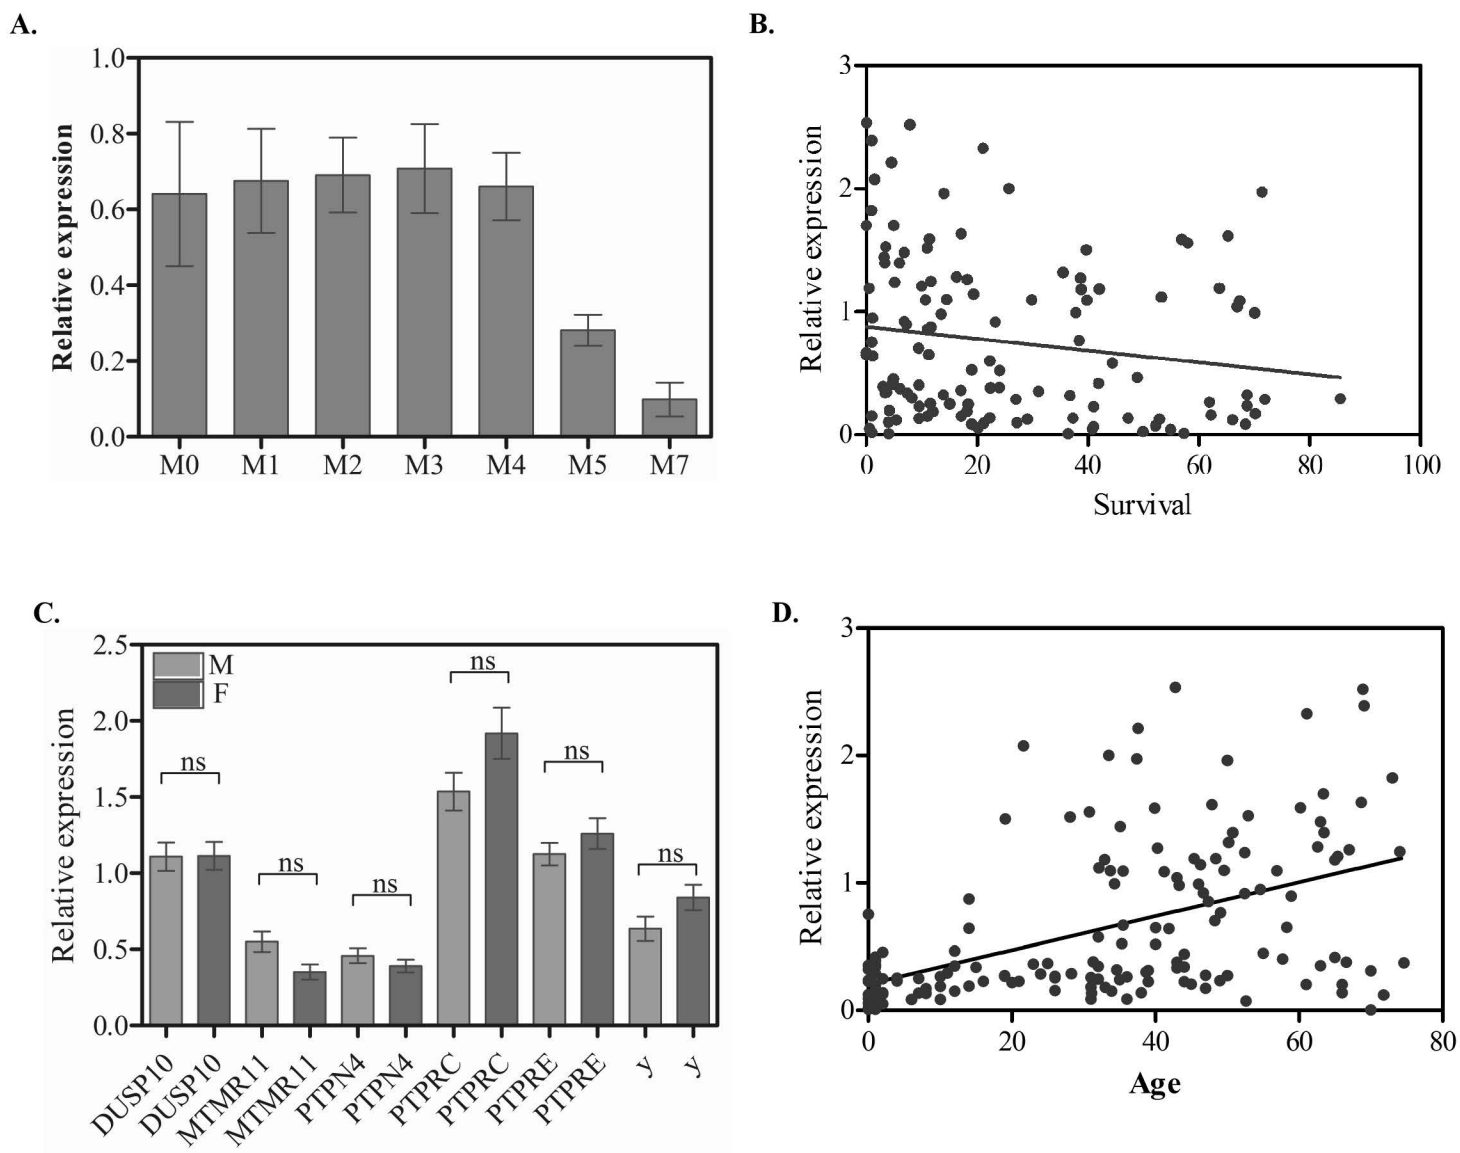 A.
Relative expression
1.0
0.8
0.6
0.4
0.2
0.0
M0 M1 M2 M3 M4 M5 M7
B.
Relative expression
3
2
1
0
0 20 40 60 80 100
Survival
C.
Relative expression
2.5
2.0
1.5
1.0
0.5
0.0
M
F
ns ns ns ns ns ns
DUSP10 DUSP10 MTMR11 MTMR11 PTPN4 PTPN4 PTPRC PTPRC PTPRE PTPRE y y
D.
Relative expression
3
2
1
0
0 20 40 60 80
Age